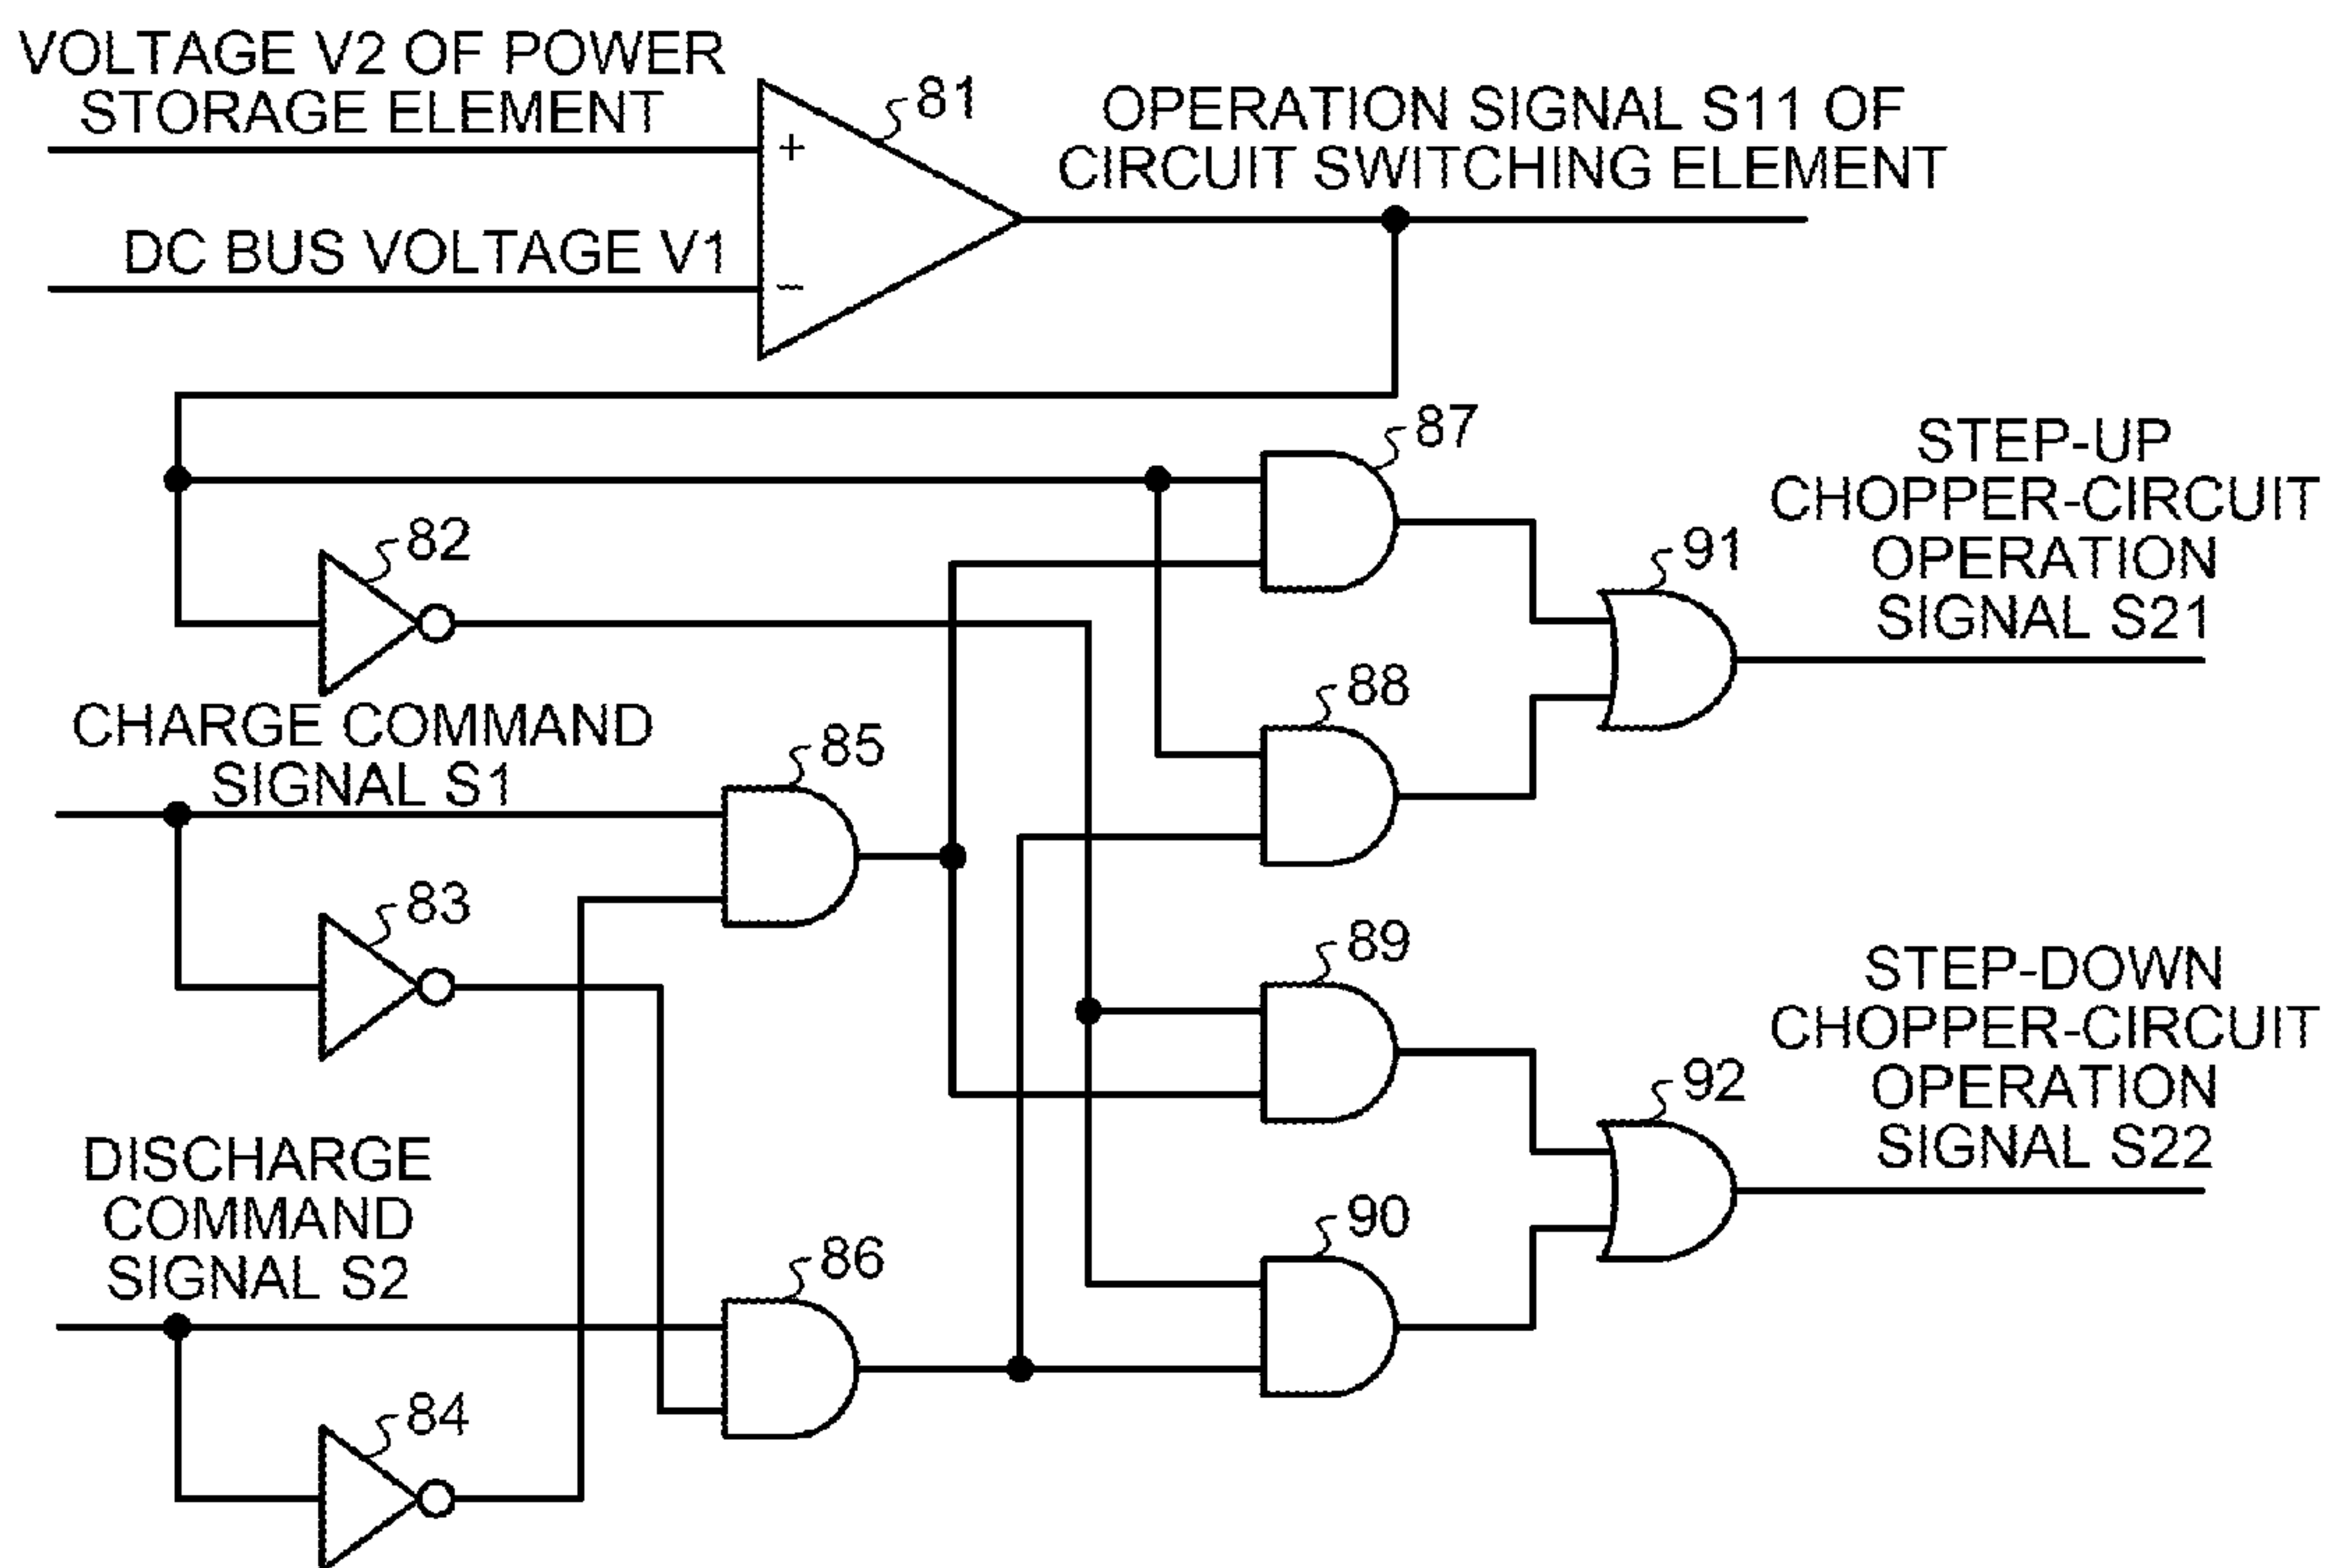 VOLTAGE V2 OF POWER
STORAGE ELEMENT
81
OPERATION SIGNAL S11 OF
CIRCUIT SWITCHING ELEMENT
+
DC BUS VOLTAGE V1
−
87
STEP-UP
CHOPPER-CIRCUIT
OPERATION
SIGNAL S21
82
91
88
CHARGE COMMAND
SIGNAL S1
85
83
89
STEP-DOWN
CHOPPER-CIRCUIT
OPERATION
SIGNAL S22
92
DISCHARGE
COMMAND
SIGNAL S2
90
86
84